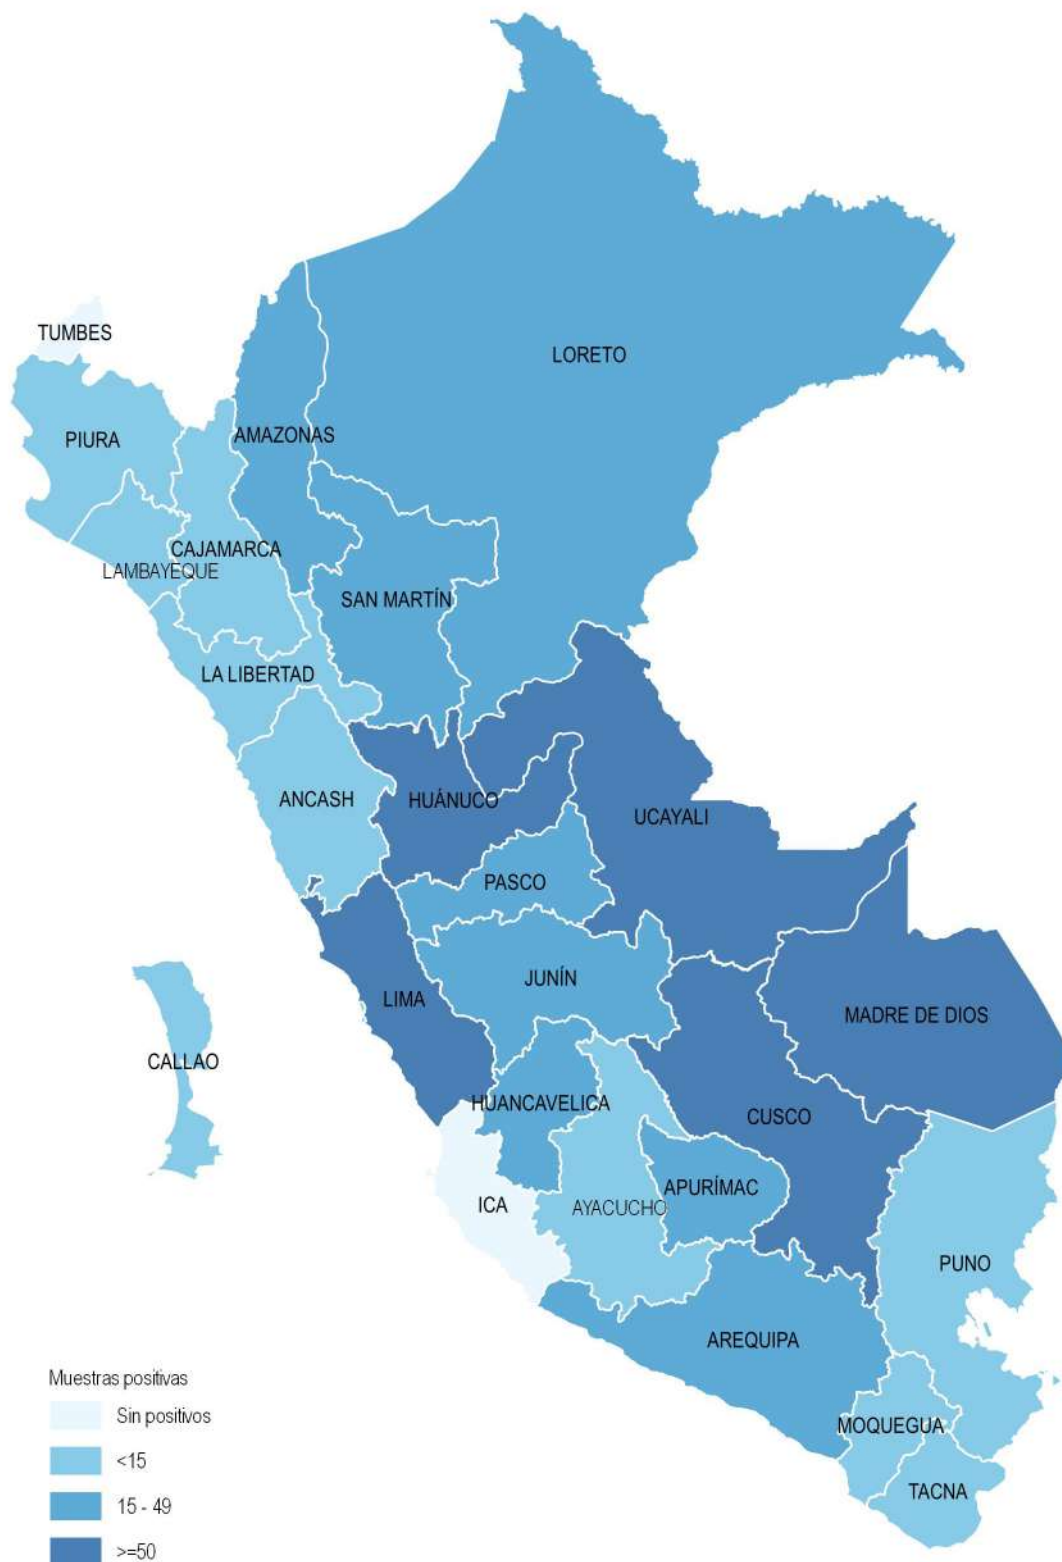 TUMBES
LORETO
PIURA
AMAZONAS
CAJAMARCA
LAMBAYEQUE
SAN MARTÍN
LA LIBERTAD
ANCASH
HUÁNUCO
UCAYALI
PASCO
JUNÍN
LIMA
MADRE DE DIOS
CALLAO
HUANCAVELICA
CUSCO
APURÍMAC
ICA
AYACUCHO
PUNO
AREQUIPA
MOQUEGUA
TACNA
Muestras positivas
Sin positivos
<15
15 - 49
>=50